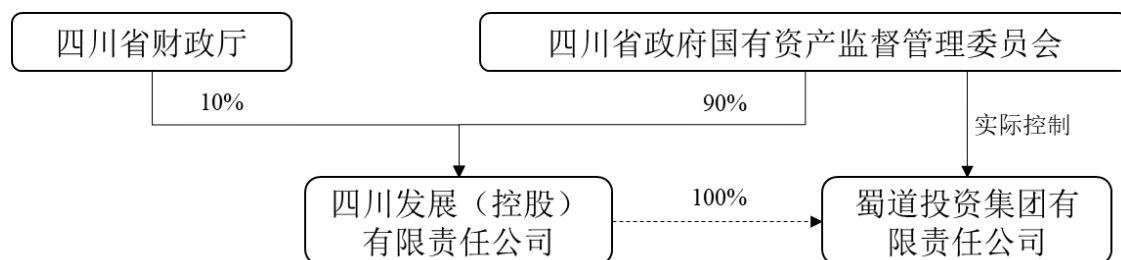 四川省财政厅
四川省政府国有资产监督管理委员会
10%
90%
实际控制
四川发展（控股）
有限责任公司
100%
蜀道投资集团有
限责任公司